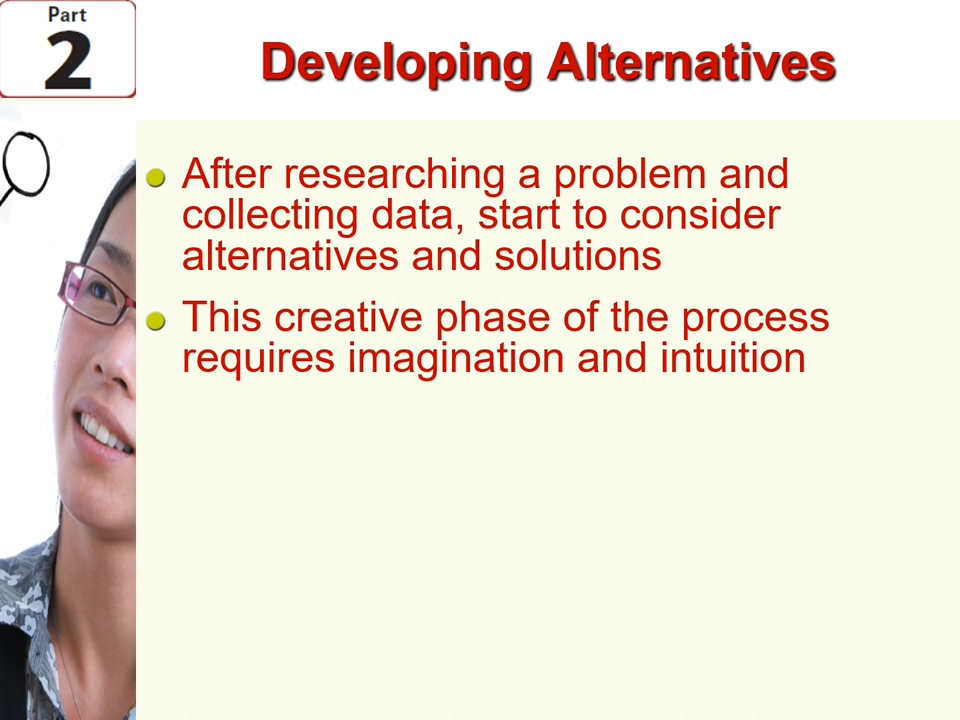 Part
2
Developing Alternatives
After researching a problem and
collecting data, start to consider
alternatives and solutions
This creative phase of the process
requires imagination and intuition